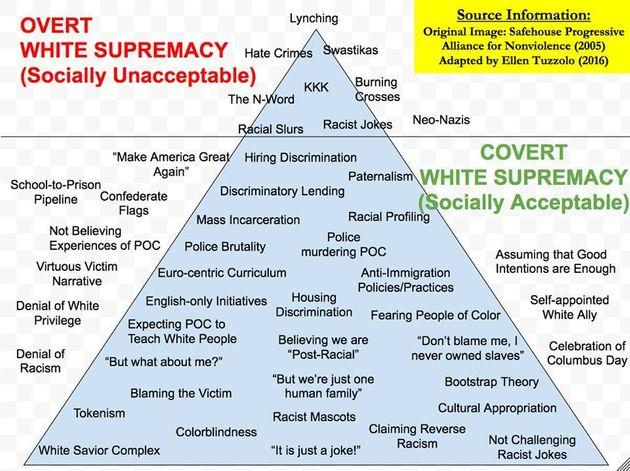 Lynching
OVERT
WHITE SUPREMACY
(Socially Unacceptable)
Source Information:
Original Image: Safehouse Progressive
Alliance for Nonviolence (2005)
Adapted by Ellen Tuzzolo (2016)
Hate Crimes
Swastikas
KKK
Burning
Crosses
The N-Word
Neo-Nazis
Racial Slurs
Racist Jokes
COVERT
WHITE SUPREMACY
(Socially Acceptable)
“Make America Great
Again”
Hiring Discrimination
Paternalism
School-to-Prison
Pipeline
Confederate
Flags
Discriminatory Lending
Mass Incarceration
Racial Profiling
Not Believing
Experiences of POC
Police Brutality
Police
murdering POC
Assuming that Good
Intentions are Enough
Virtuous Victim
Narrative
Euro-centric Curriculum
Anti-Immigration
Policies/Practices
Denial of White
Privilege
English-only Initiatives
Housing
Discrimination
Fearing People of Color
Self-appointed
White Ally
Expecting POC to
Teach White People
Believing we are
“Post-Racial”
“Don’t blame me, I
never owned slaves”
Celebration of
Columbus Day
Denial of
Racism
“But what about me?”
“But we’re just one
human family”
Bootstrap Theory
Blaming the Victim
Tokenism
Racist Mascots
Cultural Appropriation
Colorblindness
Claiming Reverse
Racism
White Savior Complex
“It is just a joke!”
Not Challenging
Racist Jokes